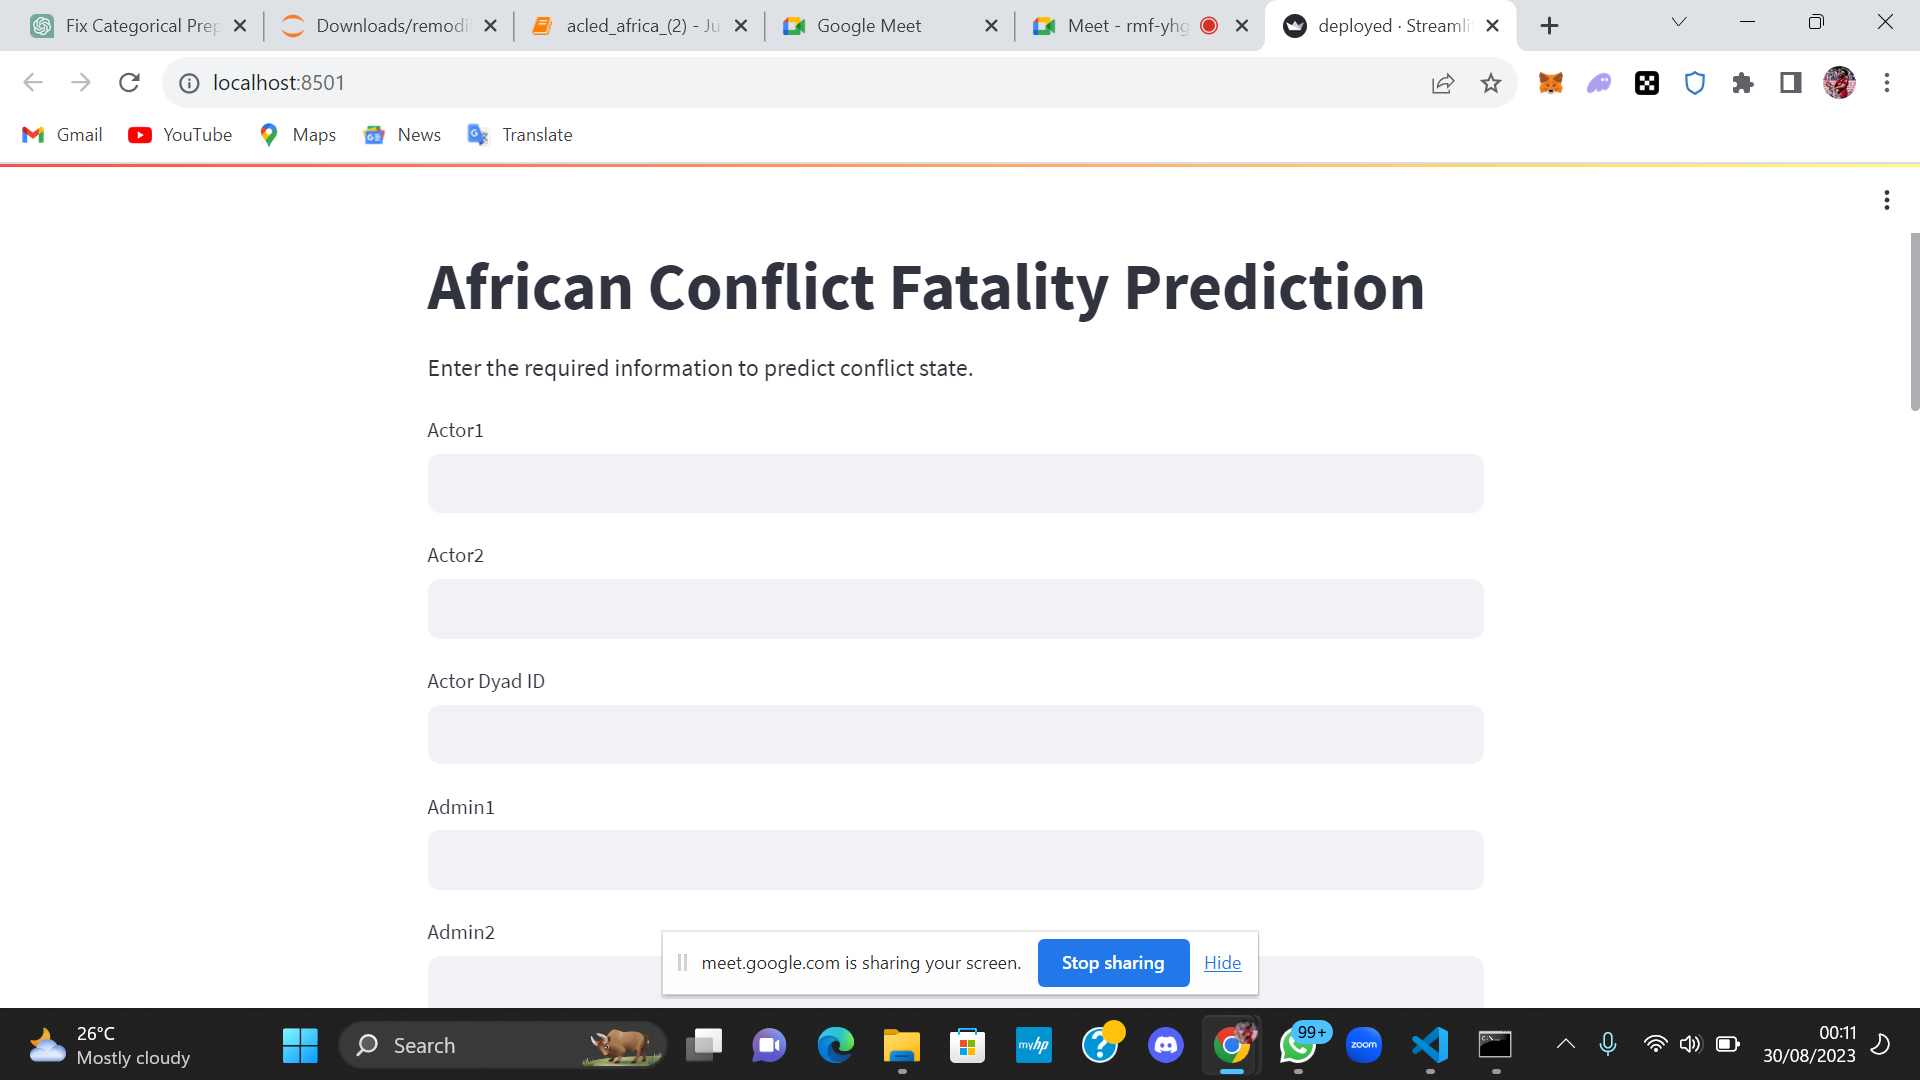 Fix Categorical Prep
Downloads/remodi
acled_africa_(2) - Ju
Google Meet
Meet - rmf-yhg
deployed · Streamli
localhost:8501
Gmail
YouTube
Maps
News
Translate
African Conflict Fatality Prediction
Enter the required information to predict conflict state.
Actor1
Actor2
Actor Dyad ID
Admin1
Admin2
meet.google.com is sharing your screen.
Stop sharing
Hide
26°C
Mostly cloudy
Search
myhp
99+
zoom
00:11
30/08/2023